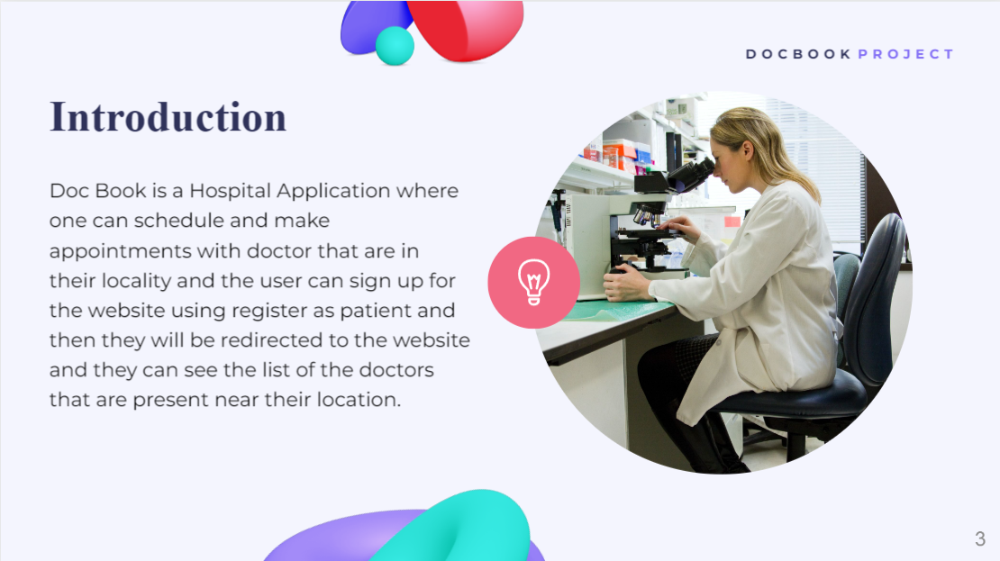 DOCBOOK PROJECT
Introduction
Doc Book is a Hospital Application where
one can schedule and make
appointments with doctor that are in
their locality and the user can sign up for
the website using register as patient and
then they will be redirected to the website
and they can see the list of the doctors
that are present near their location.
3